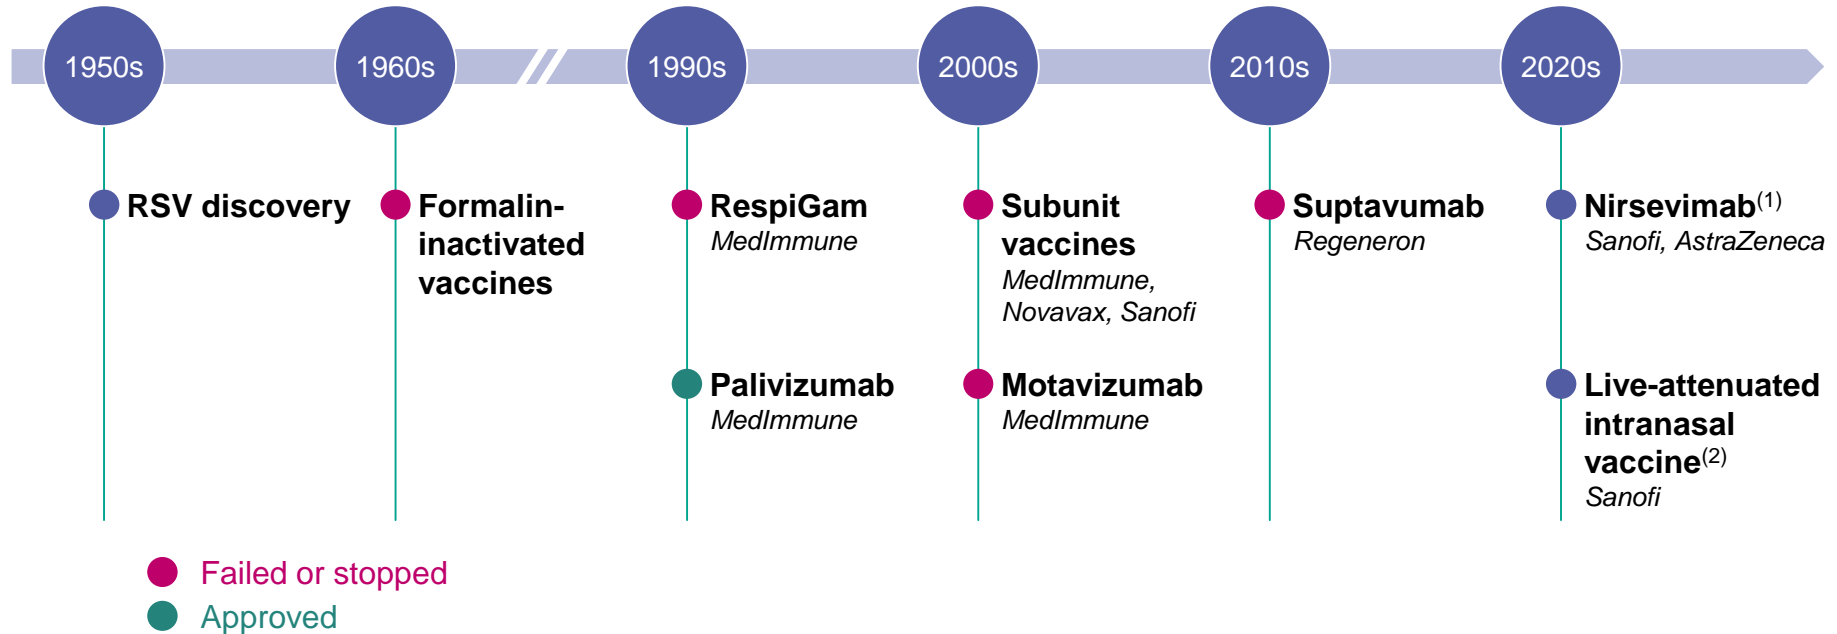 1950s
1960s
1990s
2000s
2010s
2020s
RSV discovery
Formalin-
inactivated
vaccines
RespiGam
MedImmune
Palivizumab
MedImmune
Subunit
vaccines
MedImmune,
Novavax, Sanofi
Motavizumab
MedImmune
Suptavumab
Regeneron
Nirsevimab(1)
Sanofi, AstraZeneca
Live-attenuated
intranasal
vaccine(2)
Sanofi
Failed or stopped
Approved